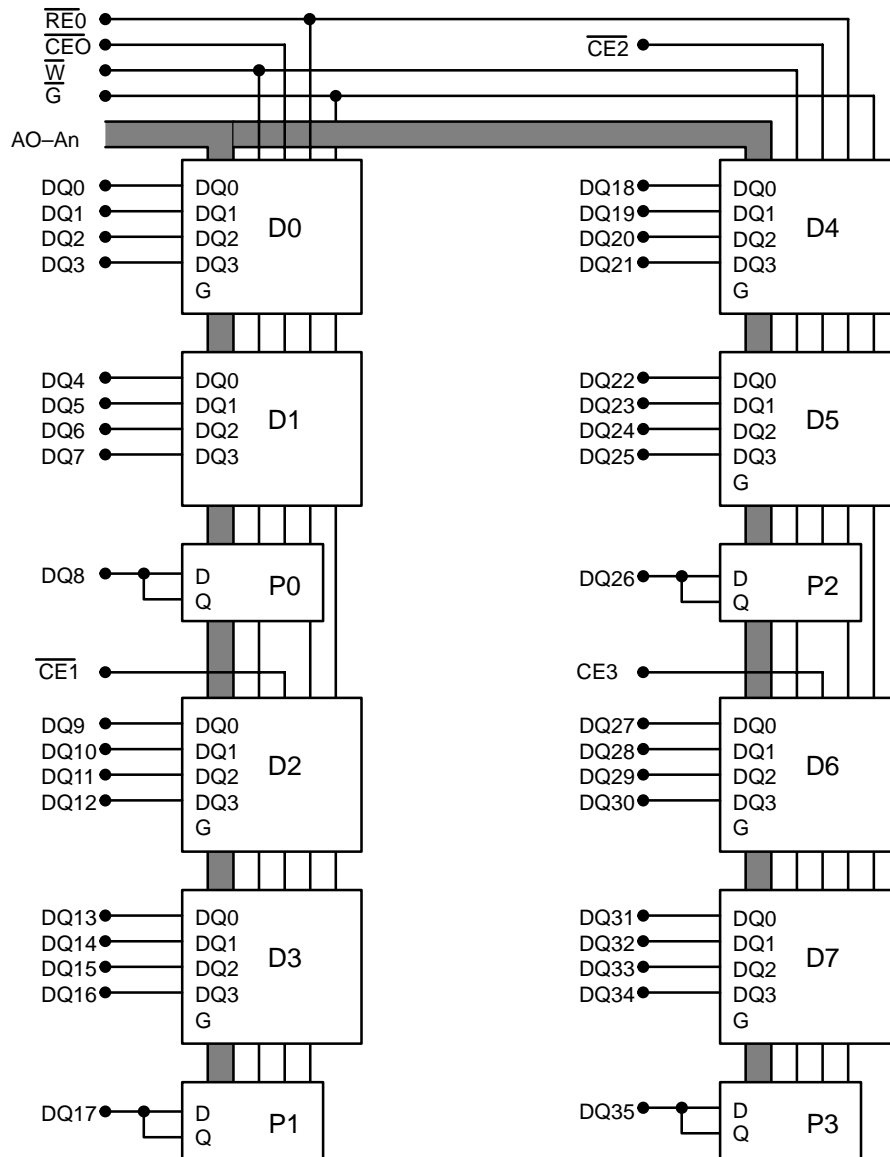 RE0
CEO
CE2
W
G
AO–An
DQ0 DQ0
DQ1 DQ1
DQ2 DQ2
DQ3 DQ3
G
D0
DQ18 DQ0
DQ19 DQ1
DQ20 DQ2
DQ21 DQ3
G
D4
DQ4 DQ0
DQ5 DQ1
DQ6 DQ2
DQ7 DQ3
D1
DQ22 DQ0
DQ23 DQ1
DQ24 DQ2
DQ25 DQ3
G
D5
DQ8 D
Q
P0
DQ26 D
Q
P2
CE1
CE3
DQ9 DQ0
DQ10 DQ1
DQ11 DQ2
DQ12 DQ3
G
D2
DQ27 DQ0
DQ28 DQ1
DQ29 DQ2
DQ30 DQ3
G
D6
DQ13 DQ0
DQ14 DQ1
DQ15 DQ2
DQ16 DQ3
G
D3
DQ31 DQ0
DQ32 DQ1
DQ33 DQ2
DQ34 DQ3
G
D7
DQ17 D
Q
P1
DQ35 D
Q
P3